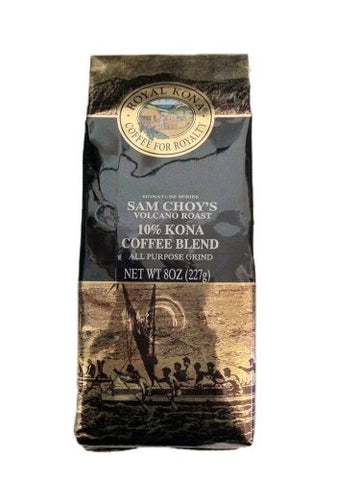 ROYAL KONA
COFFEE FOR ROYALTY
SIGNATURE SERIES
SAM CHOY'S
VOLCANO ROAST
10% KONA
COFFEE BLEND
ALL PURPOSE GRIND
NET WT 8OZ (227g)